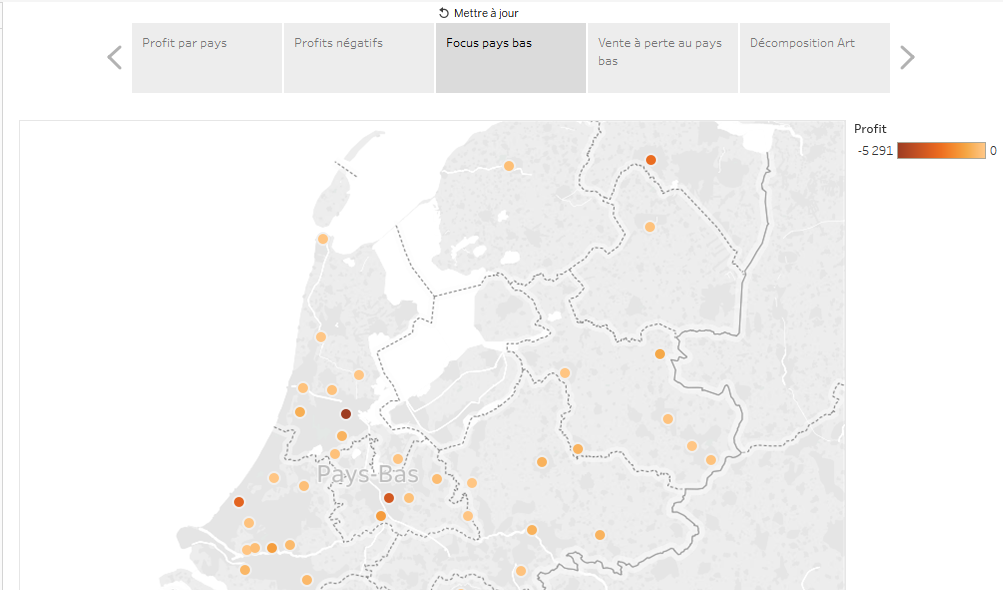 Mettre à jour
Profit par pays
Profits négatifs
Focus pays bas
Vente à perte au pays
bas
Décomposition Art
Profit
-5 291
0
Pays-Bas